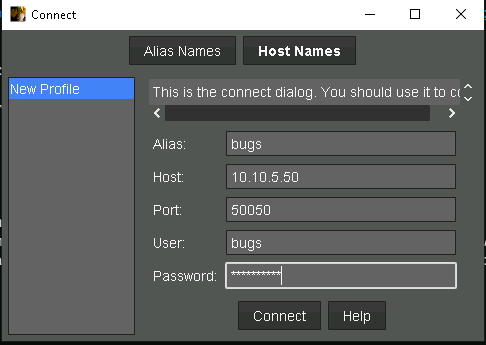 Connect
Alias Names Host Names
New Profile
This is the connect dialog. You should use it to co
Alias: bugs
Host: 10.10.5.50
Port: 50050
User: bugs
Password: **********
Connect Help